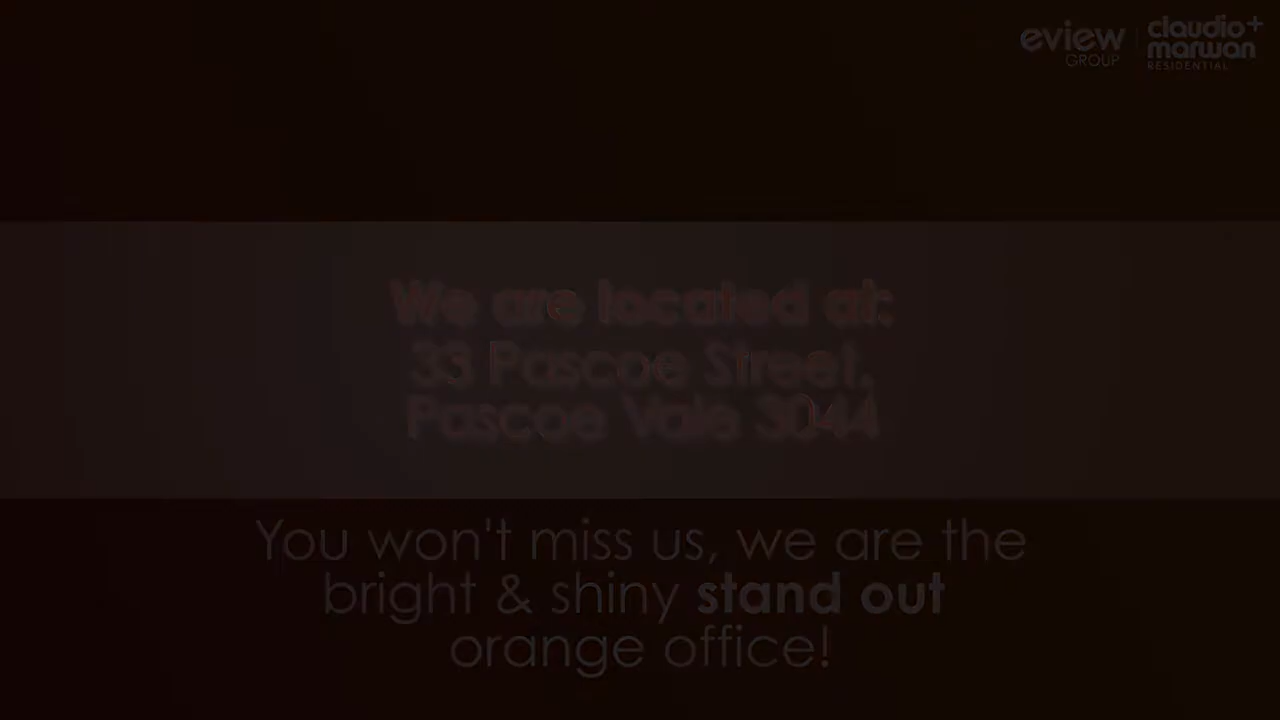 eview
GROUP
claudio+
marwan
RESIDENTIAL
We are located at:
33 Pascoe Street,
Pascoe Vale 3044
You won't miss us, we are the
bright & shiny stand out
orange office!